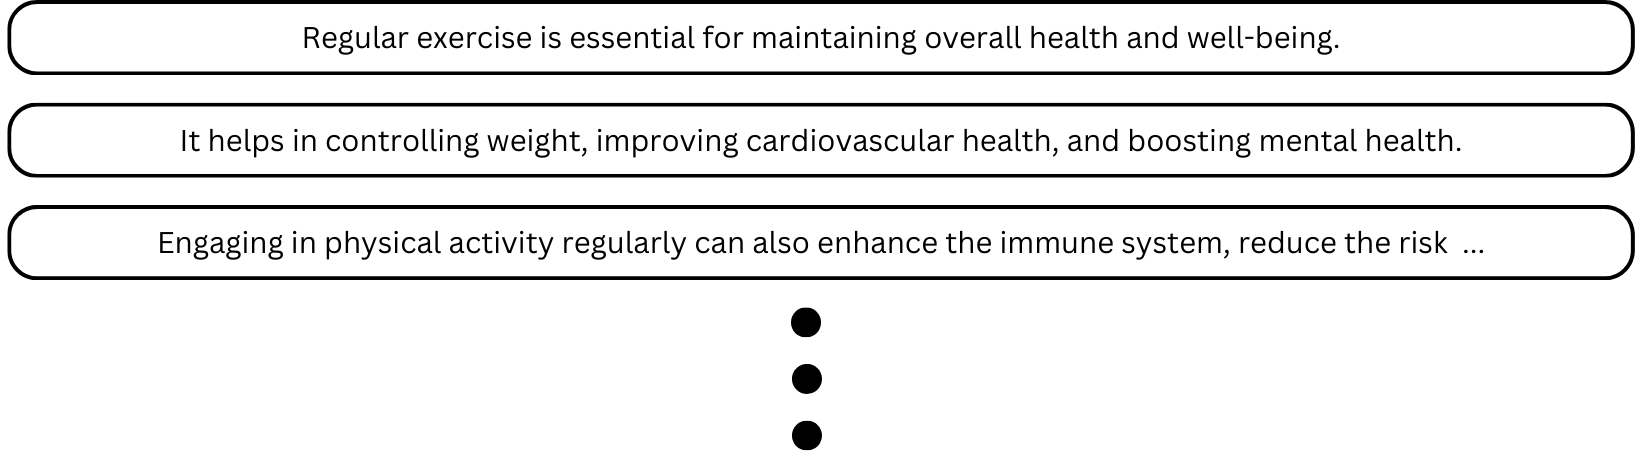 Regular exercise is essential for maintaining overall health and well-being.
It helps in controlling weight, improving cardiovascular health, and boosting mental health.
Engaging in physical activity regularly can also enhance the immune system, reduce the risk ...